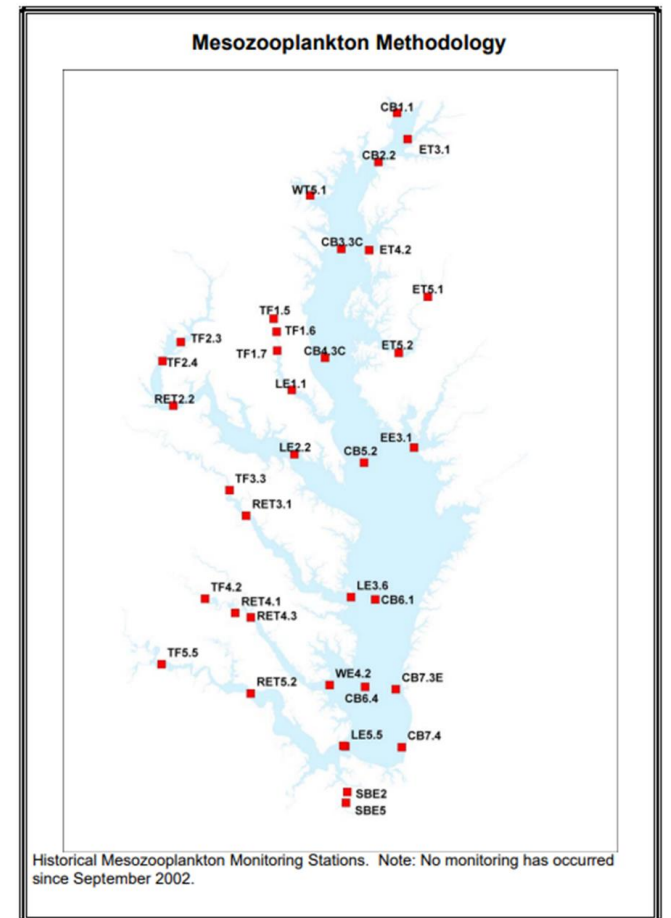 Mesozooplankton Methodology
CB1.1
ET3.1
CB2.2
WT5.1
CB3.3C
ET4.2
ET5.1
TF1.5
TF1.6
TF2.3
TF1.7
CB4.3C
ET5.2
TF2.4
LE1.1
RET2.2
EE3.1
LE2.2
CB5.2
TF3.3
RET3.1
TF4.2
LE3.6
RET4.1
CB6.1
RET4.3
TF5.5
RET5.2
WE4.2
CB7.3E
CB6.4
LE5.5
CB7.4
SBE2
SBE5
Historical Mesozooplankton Monitoring Stations.  Note: No monitoring has occurred
since September 2002.